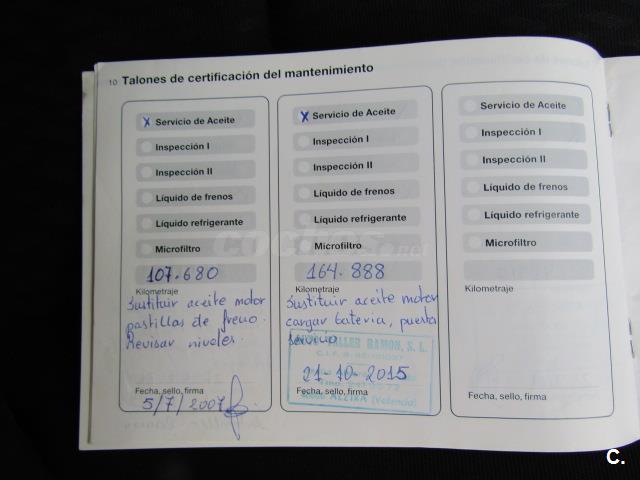 10 Talones de certificación del mantenimiento
X Servicio de Aceite
Inspección I
Inspección II
Líquido de frenos
Líquido refrigerante
Microfiltro
107.680
Kilometraje
Sustituir aceite motor
pastillas de freno.
Revisar niveles.
Fecha, sello, firma
5/7/2007
X Servicio de Aceite
Inspección I
Inspección II
Líquido de frenos
Líquido refrigerante
Microfiltro
164.888
Kilometraje
Sustituir aceite motor
cargar bateria, puesta
servicio
TALLER RAMON, S. L.
21-10-2015
ALZIRA (Valencia)
Fecha, sello, firma
Servicio de Aceite
Inspección I
Inspección II
Líquido de frenos
Líquido refrigerante
Microfiltro
Kilometraje
Fecha, sello, firma
coches.net
C.